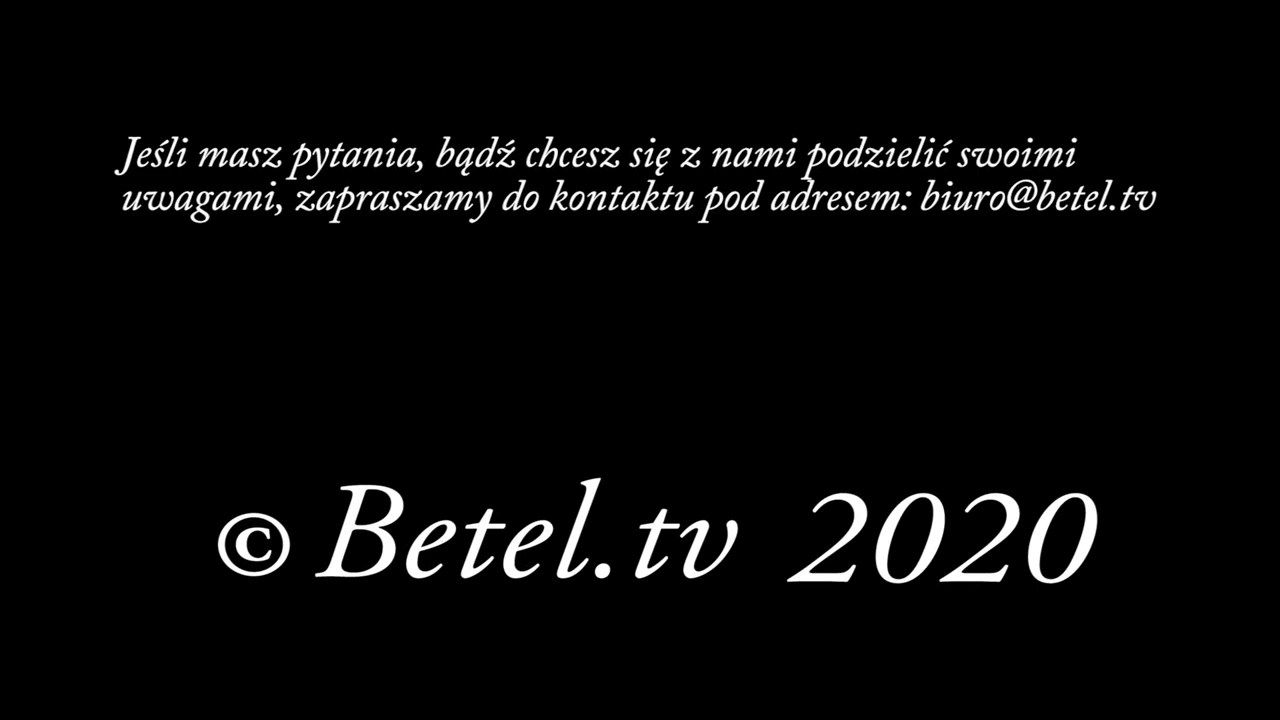 Jeśli masz pytania, bądź chcesz się z nami podzielić swoimi
uwagami, zapraszamy do kontaktu pod adresem: biuro@betel.tv
© Betel.tv 2020